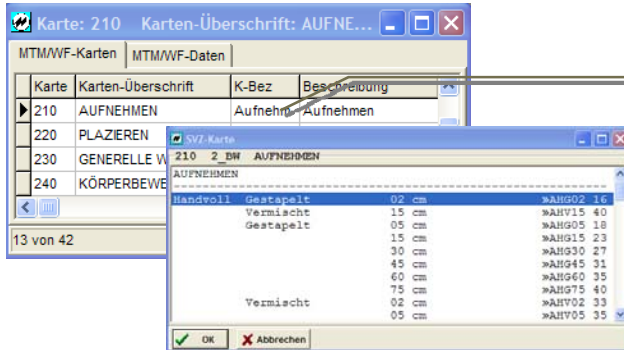 Karte: 210 Karten-Überschrift: AUFNE...
MTM/WF-Karten MTM/WF-Daten
Karte Karten-Überschrift K-Bez Beschreibung
210 AUFNEHMEN Aufnehm Aufnehmen
220 PLAZIEREN
230 GENERELLE W
240 KÖRPERBEWE
13 von 42
SVZ-Karte
210 2_BW AUFNEHMEN
AUFNEHMEN
Handvoll Gestapelt 02 cm »AHG02 16
Vermischt 15 cm »AHV15 40
Gestapelt 05 cm »AHG05 18
15 cm »AHG15 23
30 cm »AHG30 27
45 cm »AHG45 31
60 cm »AHG60 35
75 cm »AHG75 40
Vermischt 02 cm »AHV02 33
05 cm »AHV05 35
OK Abbrechen